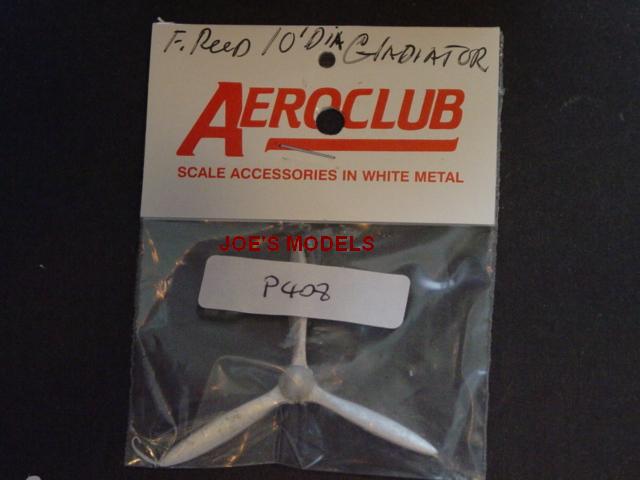 F. Reed 10' DIA GLADIATOR
AEROCLUB
SCALE ACCESSORIES IN WHITE METAL
JOE'S MODELS
P408